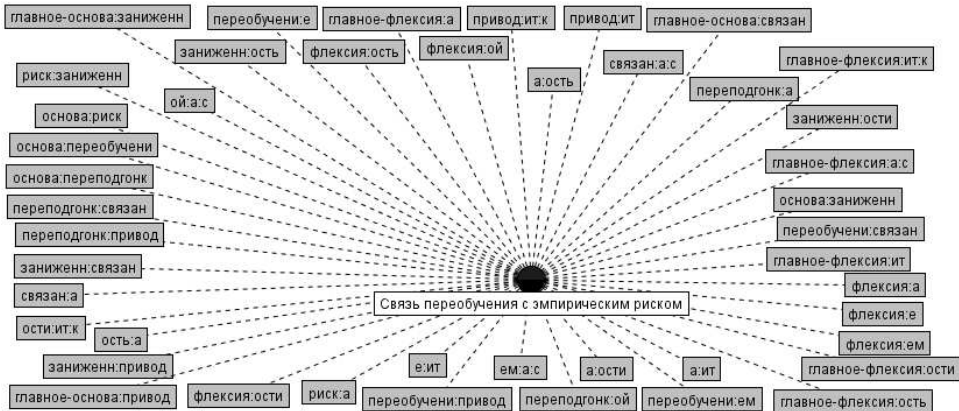 главное-основа:заниженн
переобучени:е
главное-флексия:а
привод:ит:к
привод:ит
главное-основа:связан
заниженн:ость
флексия:ость
флексия:ой
связан:а:с
главное-флексия:ит:к
риск:заниженн
ой:а:с
а:ость
переподгонк:а
основа:риск
заниженн:ости
основа:переобучени
главное-флексия:а:с
основа:переподгонк
основа:заниженн
переподгонк:связан
переобучени:связан
переподгонк:привод
главное-флексия:ит
заниженн:связан
флексия:а
связан:а
Связь переобучения с эмпирическим риском
флексия:е
ости:ит:к
ость:а
флексия:ем
заниженн:привод
е:ит
ем:а:с
а:ости
а:ит
главное-флексия:ости
главное-основа:привод
флексия:ости
риск:а
переобучени:привод
переподгонк:ой
переобучени:ем
главное-флексия:ость